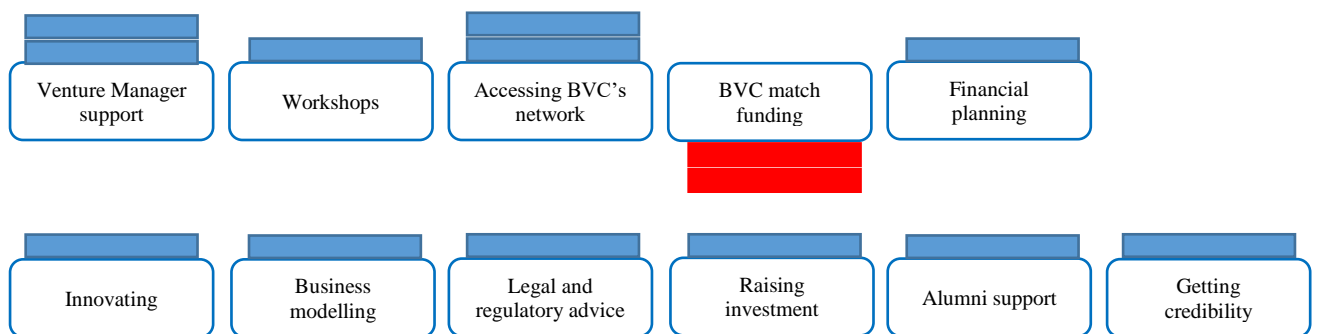 Venture Manager
support
Workshops
Accessing BVC’s
network
BVC match
funding
Financial
planning
Innovating
Business
modelling
Legal and
regulatory advice
Raising
investment
Alumni support
Getting
credibility